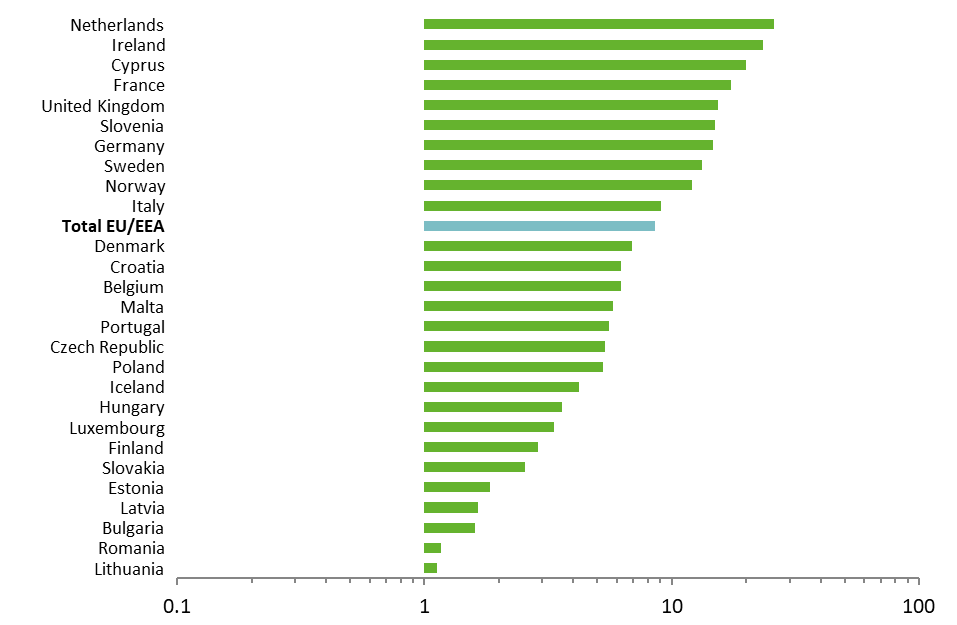 Netherlands
Ireland
Cyprus
France
United Kingdom
Slovenia
Germany
Sweden
Norway
Italy
Total EU/EEA
Denmark
Croatia
Belgium
Malta
Portugal
Czech Republic
Poland
Iceland
Hungary
Luxembourg
Finland
Slovakia
Estonia
Latvia
Bulgaria
Romania
Lithuania
0.1 1 10 100